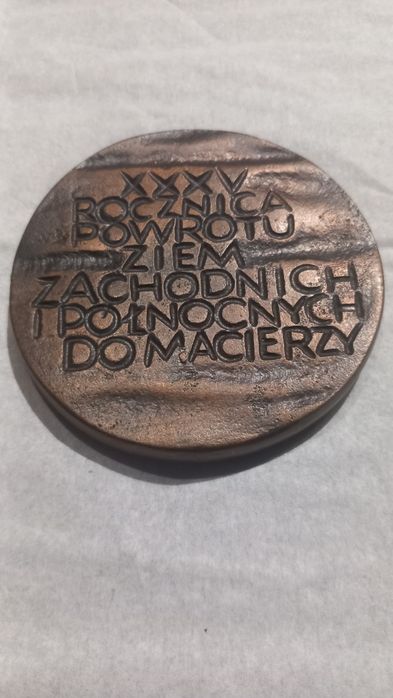 XXXV
ROCZNICA
POWROTU
ZIEM
ZACHODNICH
I PÓŁNOCNYCH
DO MACIERZY